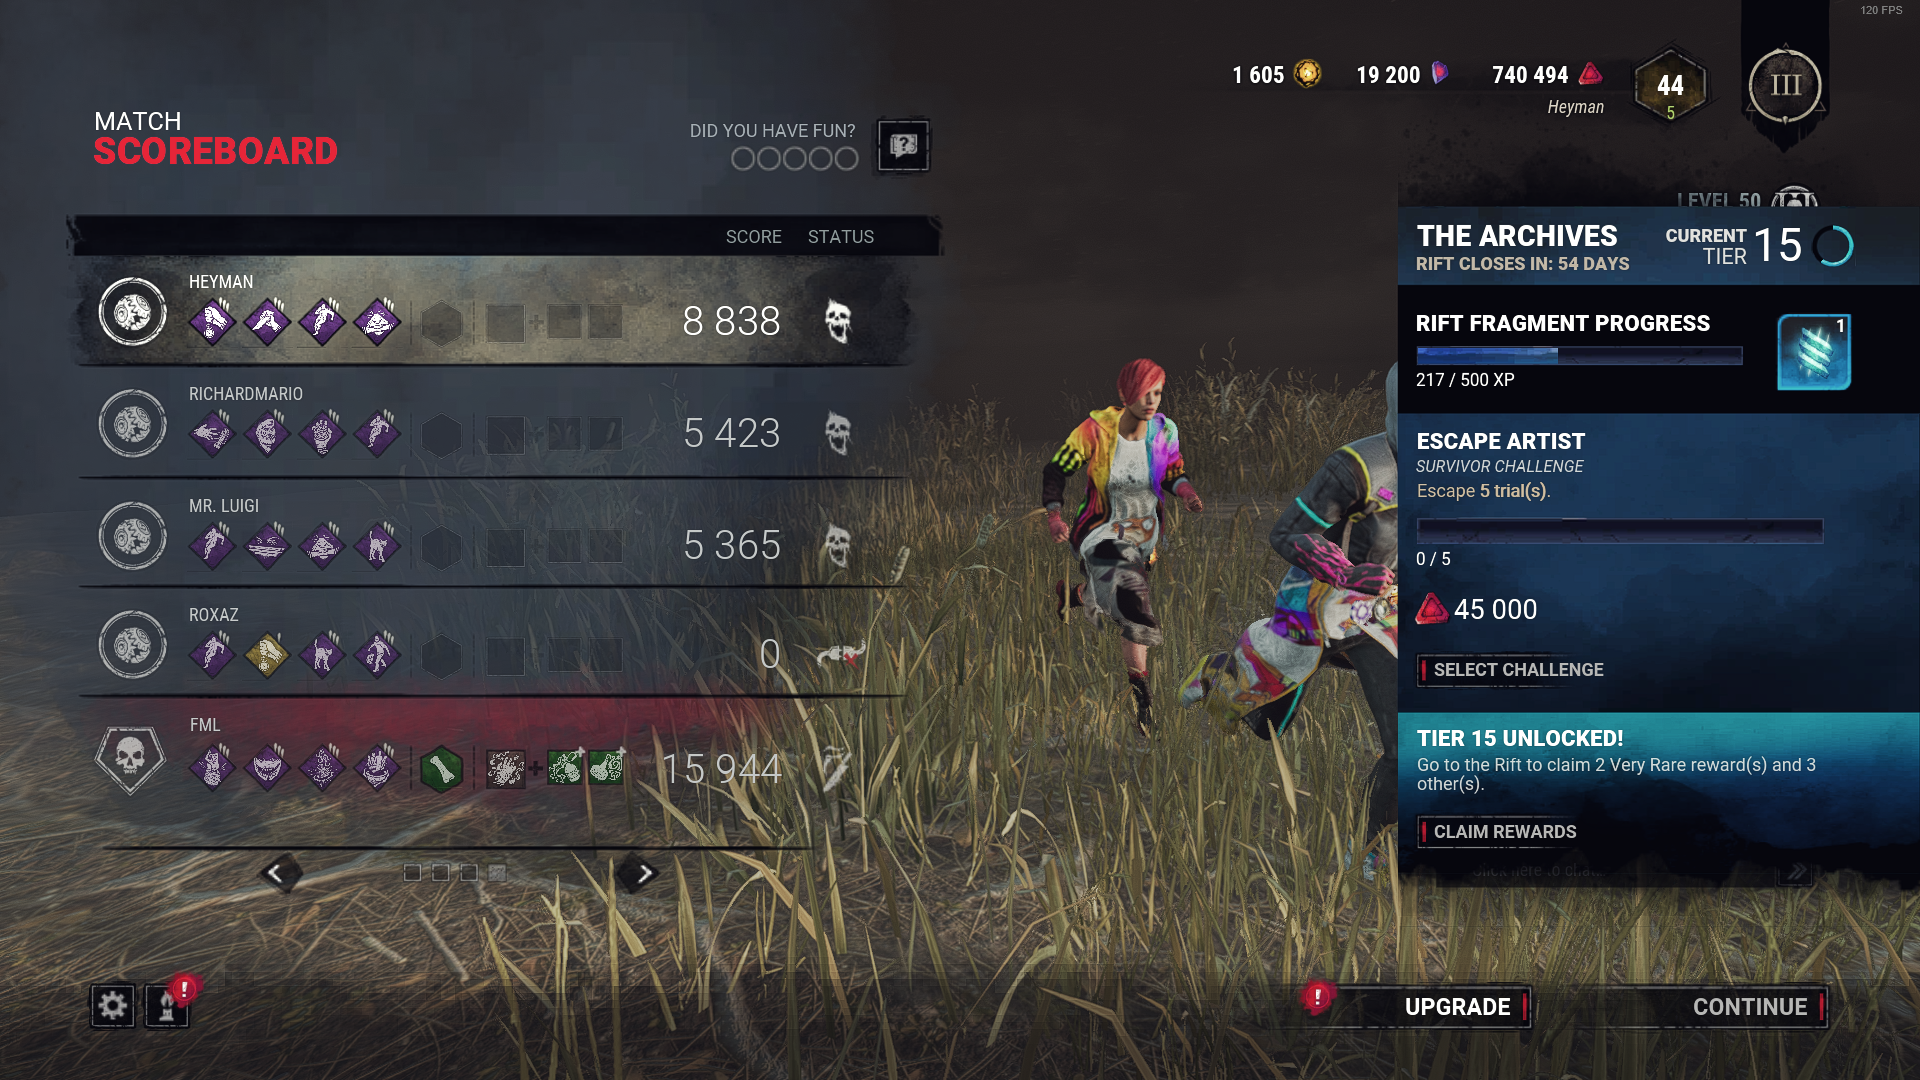 120 FPS
1 605
19 200
740 494
Heyman
44
5
III
MATCH
SCOREBOARD
DID YOU HAVE FUN?
LEVEL 50
SCORE STATUS
HEYMAN
8 838
RICHARDMARIO
5 423
MR. LUIGI
5 365
ROXAZ
0
FML
15 944
THE ARCHIVES
RIFT CLOSES IN: 54 DAYS
CURRENT
TIER
15
RIFT FRAGMENT PROGRESS
1
217 / 500 XP
ESCAPE ARTIST
SURVIVOR CHALLENGE
Escape 5 trial(s).
0 / 5
45 000
SELECT CHALLENGE
TIER 15 UNLOCKED!
Go to the Rift to claim 2 Very Rare reward(s) and 3
other(s).
CLAIM REWARDS
Click here to chat...
!
!
UPGRADE
CONTINUE